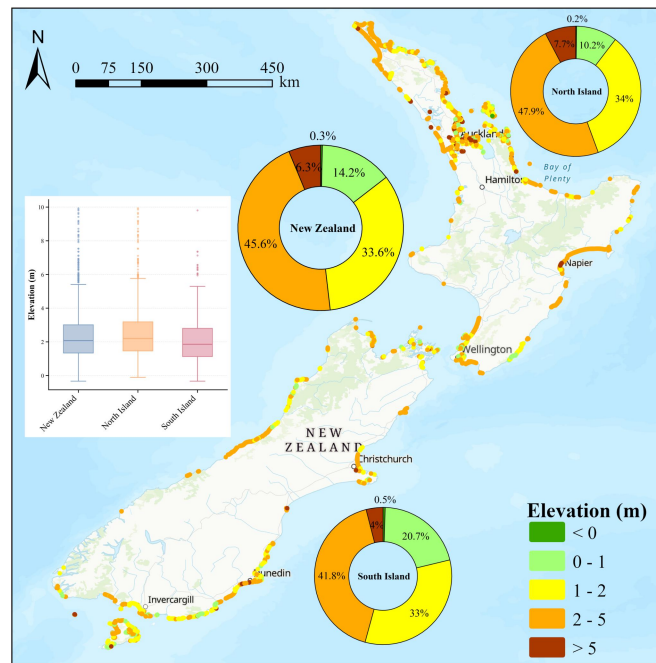 N
0 75 150 300 450
km
0.2%
7.7%
10.2%
North Island
47.9%
34%
Auckland
Bay of
Plenty
Hamilton
0.3%
6.3%
14.2%
New Zealand
45.6%
33.6%
Napier
Elevation (m)
10
8
6
4
2
0
New Zealand
North Island
South Island
Wellington
NEW
ZEALAND
Christchurch
0.5%
4%
20.7%
41.8%
South Island
33%
Dunedin
Invercargill
Elevation (m)
< 0
0 - 1
1 - 2
2 - 5
> 5